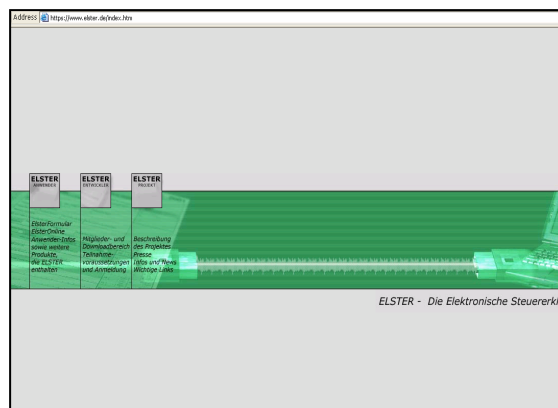 Address https://www.elster.de/index.htm
ELSTER
ANWENDER
ELSTER
ENTWICKLER
ELSTER
PROJEKT
ElsterFormular
ElsterOnline
Anwender-Infos
sowie weitere
Produkte,
die ELSTER
enthalten
Mitglieder- und
Downloadbereich
Teilnahme-
voraussetzungen
und Anmeldung
Beschreibung
des Projektes
Presse
Infos und News
Wichtige Links
ELSTER - Die Elektronische Steuererkl